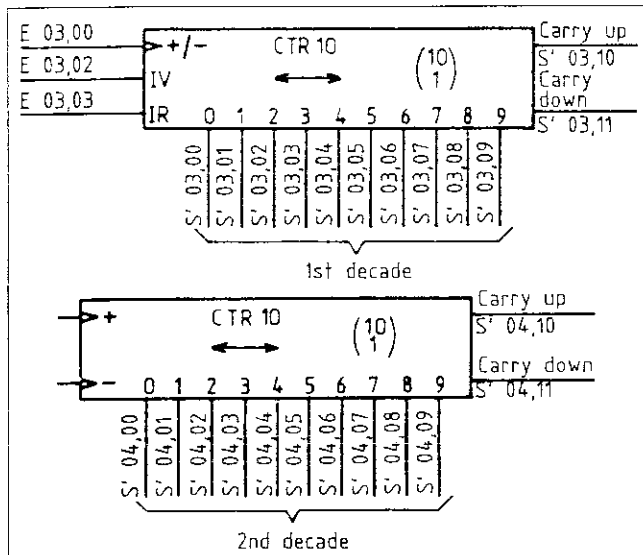 E 03,00
+/-
CTR 10
(10
1)
Carry up
S' 03,10
E 03,02
IV
Carry
down
E 03,03
IR
S' 03,11
0 1 2 3 4 5 6 7 8 9
S' 03,00
S' 03,01
S' 03,02
S' 03,03
S' 03,04
S' 03,05
S' 03,06
S' 03,07
S' 03,08
S' 03,09
1st decade
+
CTR 10
(10
1)
Carry up
S' 04,10
-
Carry down
S' 04,11
0 1 2 3 4 5 6 7 8 9
S' 04,00
S' 04,01
S' 04,02
S' 04,03
S' 04,04
S' 04,05
S' 04,06
S' 04,07
S' 04,08
S' 04,09
2nd decade